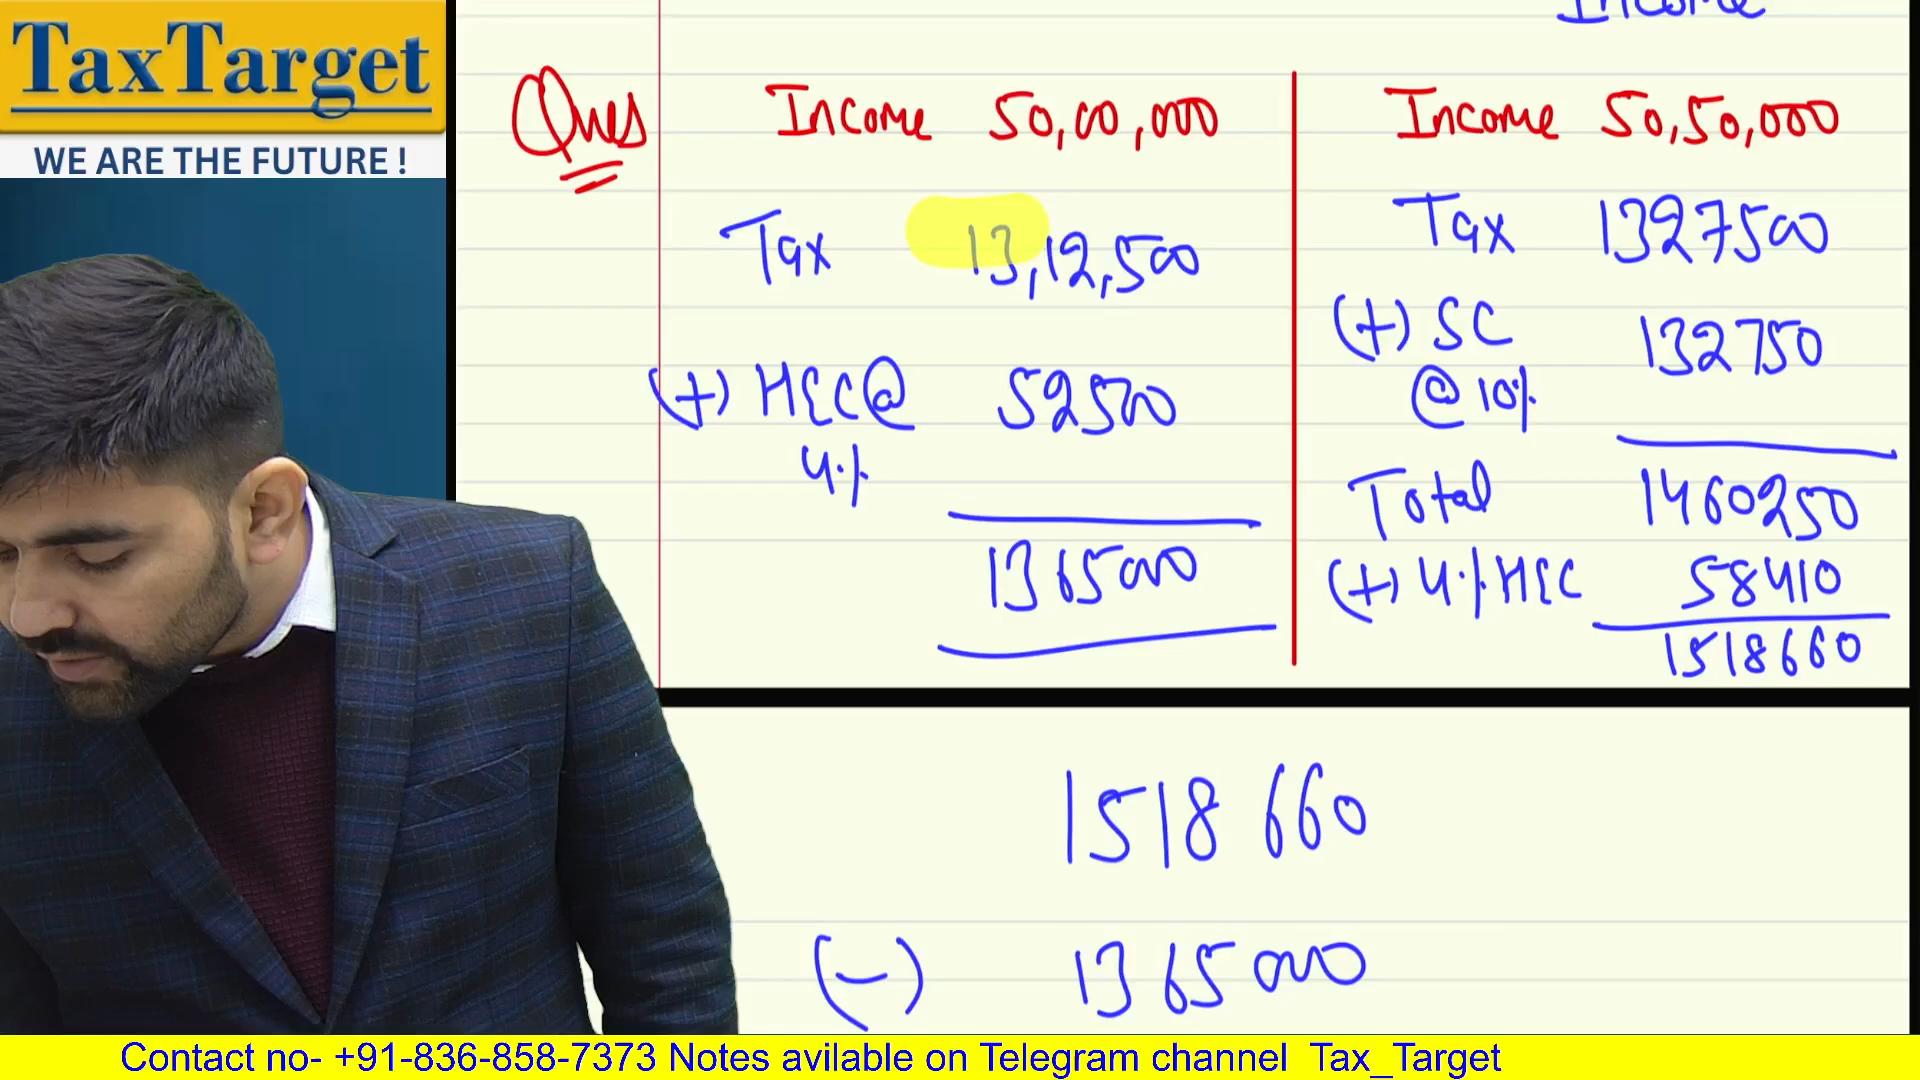 TaxTarget
WE ARE THE FUTURE !
Income
Ques
Income 50,00,000
Tax 13,12,500
(+) HEC@ 52500
4%
1365000
Income 50,50,000
Tax 1327500
(+) SC 132750
@ 10%
Total 1460250
(+) 4% HEC 58410
1518660
1518660
(-) 1365000
Contact no- +91-836-858-7373 Notes avilable on Telegram channel Tax_Target